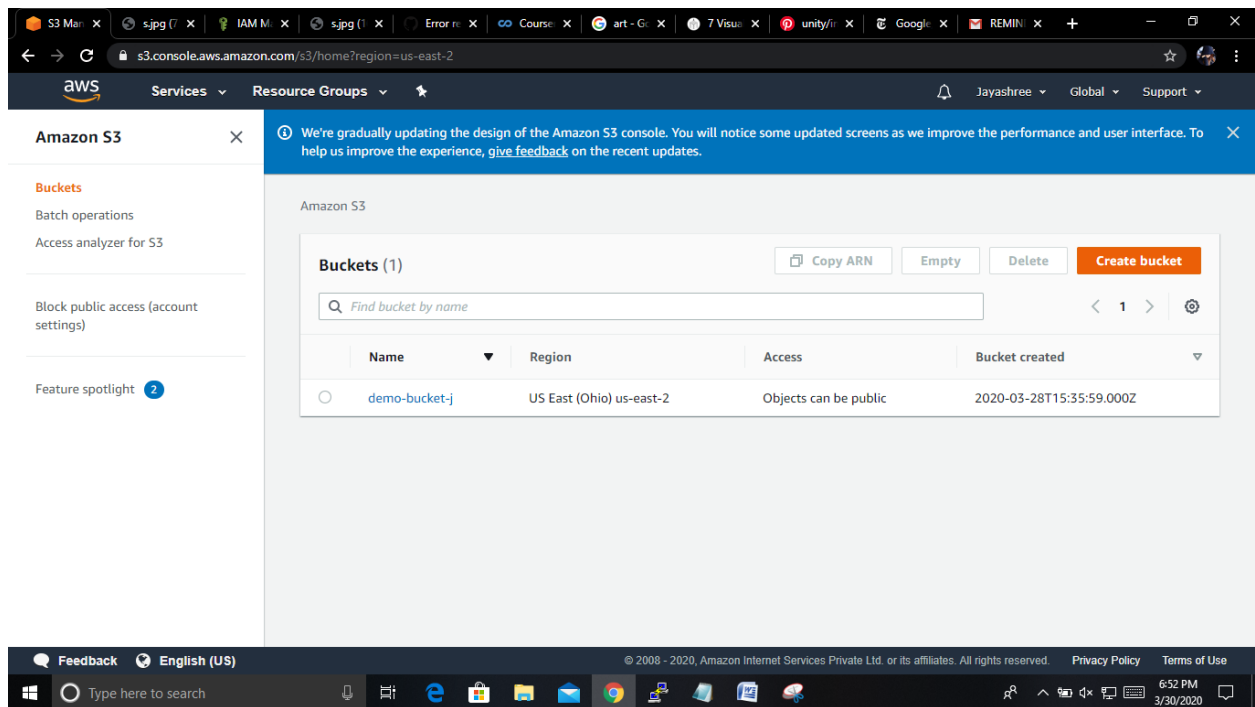 S3 Man
s.jpg (7
IAM M
s.jpg (1
Error re
Course
art - Go
7 Visua
unity/ir
Google
REMINI
s3.console.aws.amazon.com/s3/home?region=us-east-2
aws Services Resource Groups Jayashree Global Support
Amazon S3
We're gradually updating the design of the Amazon S3 console. You will notice some updated screens as we improve the performance and user interface. To
help us improve the experience, give feedback on the recent updates.
Buckets
Batch operations
Access analyzer for S3
Block public access (account
settings)
Feature spotlight 2
Amazon S3
Buckets (1) Copy ARN Empty Delete Create bucket
Find bucket by name 1
Name Region Access Bucket created
demo-bucket-j US East (Ohio) us-east-2 Objects can be public 2020-03-28T15:35:59.000Z
Feedback English (US) © 2008 - 2020, Amazon Internet Services Private Ltd. or its affiliates. All rights reserved. Privacy Policy Terms of Use
Type here to search
6:52 PM
3/30/2020